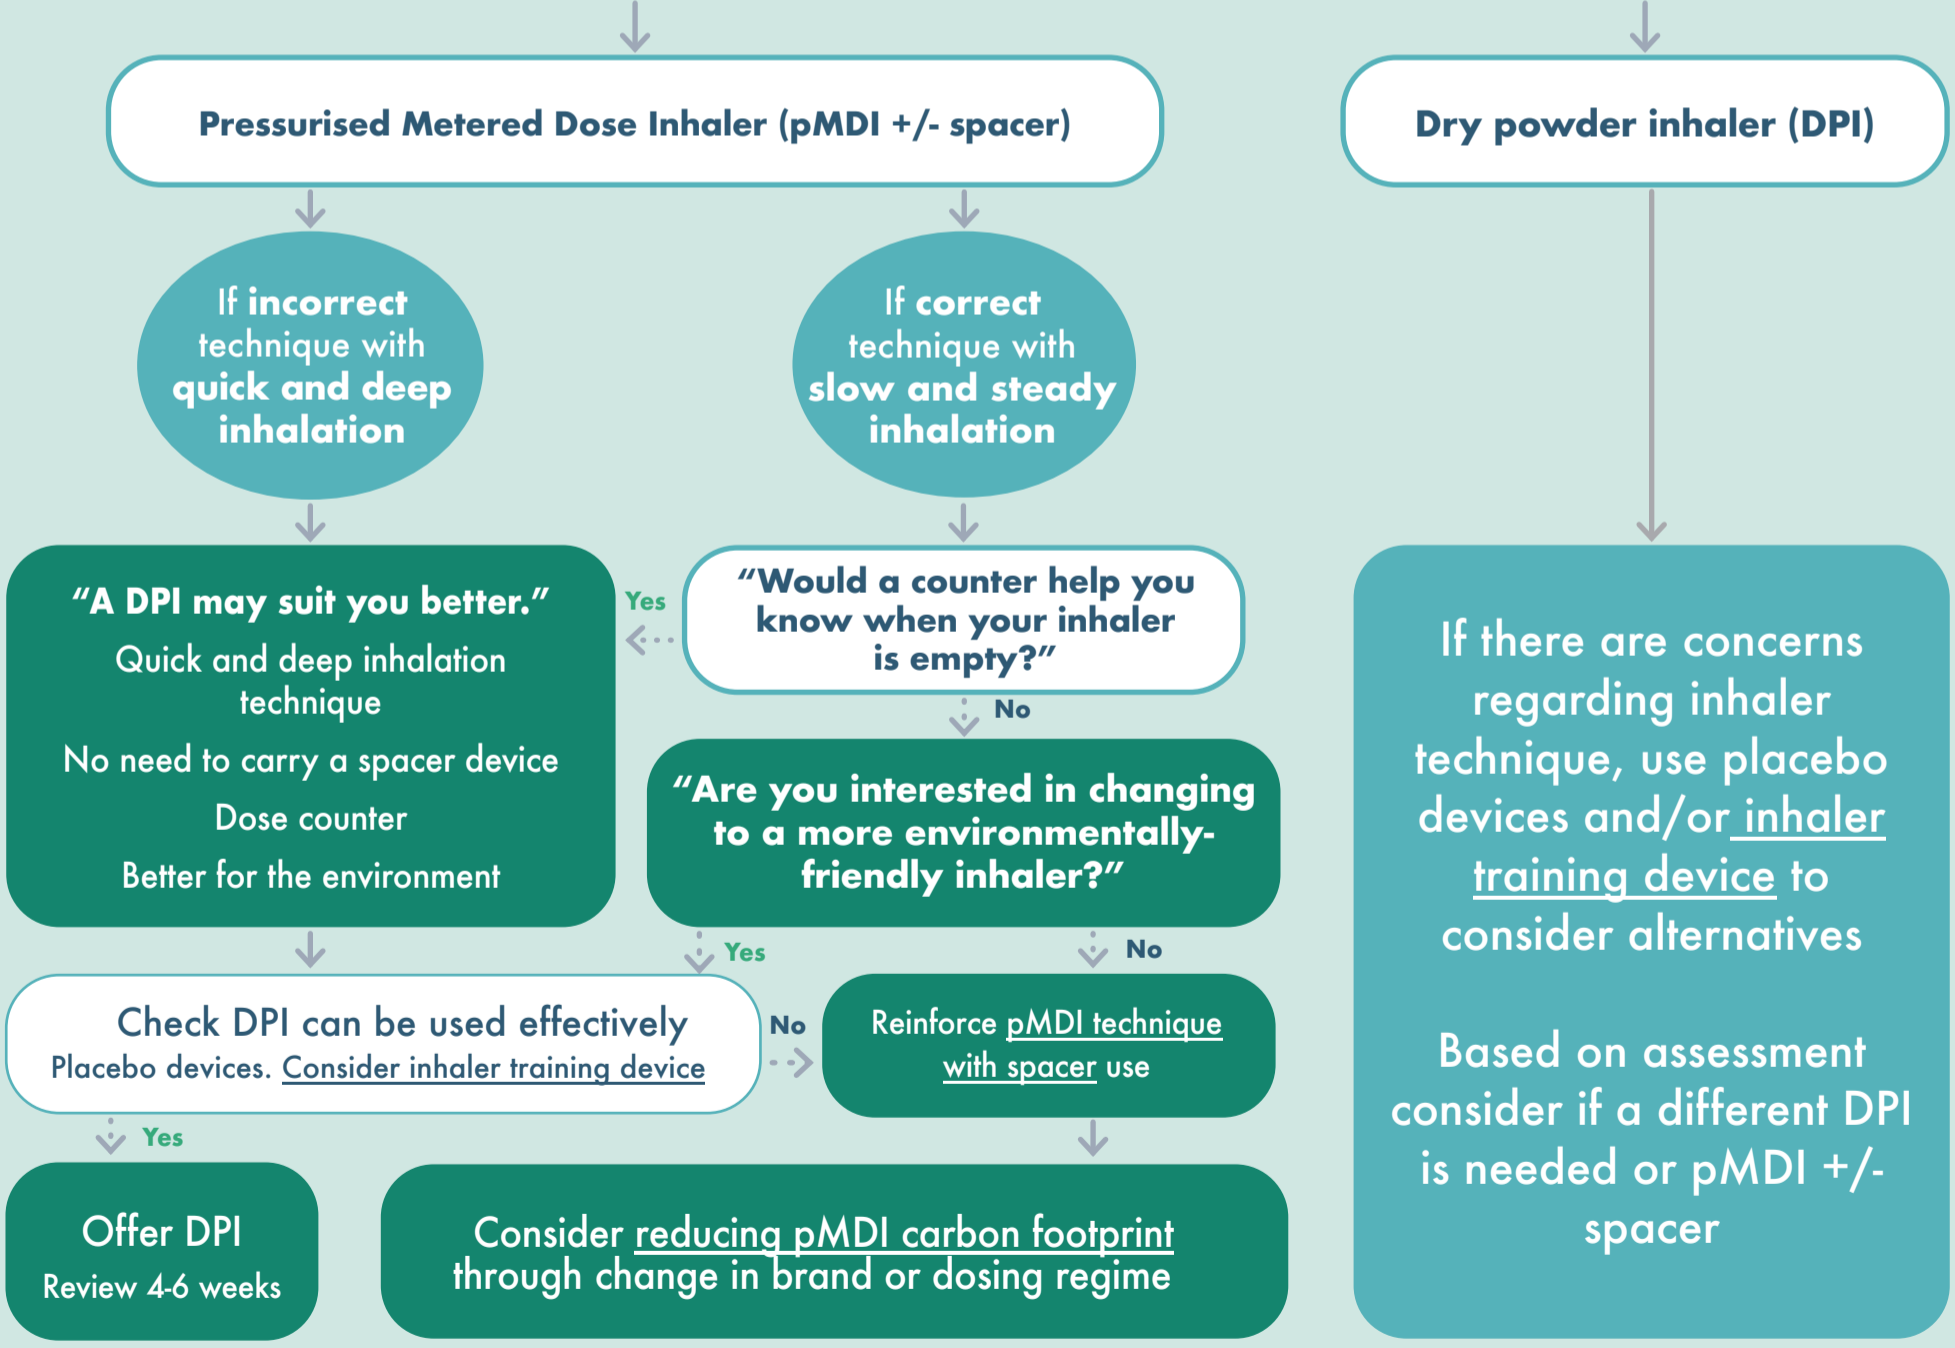 Pressurised Metered Dose Inhaler (pMDI +/- spacer)
Dry powder inhaler (DPI)
If incorrect
technique with
quick and deep
inhalation
If correct
technique with
slow and steady
inhalation
“A DPI may suit you better.”
Quick and deep inhalation
technique
No need to carry a spacer device
Dose counter
Better for the environment
Yes
“Would a counter help you
know when your inhaler
is empty?”
No
“Are you interested in changing
to a more environmentally-
friendly inhaler?”
Yes
No
Check DPI can be used effectively
Placebo devices. Consider inhaler training device
No
Reinforce pMDI technique
with spacer use
Yes
Offer DPI
Review 4-6 weeks
Consider reducing pMDI carbon footprint
through change in brand or dosing regime
If there are concerns
regarding inhaler
technique, use placebo
devices and/or inhaler
training device to
consider alternatives
Based on assessment
consider if a different DPI
is needed or pMDI +/-
spacer